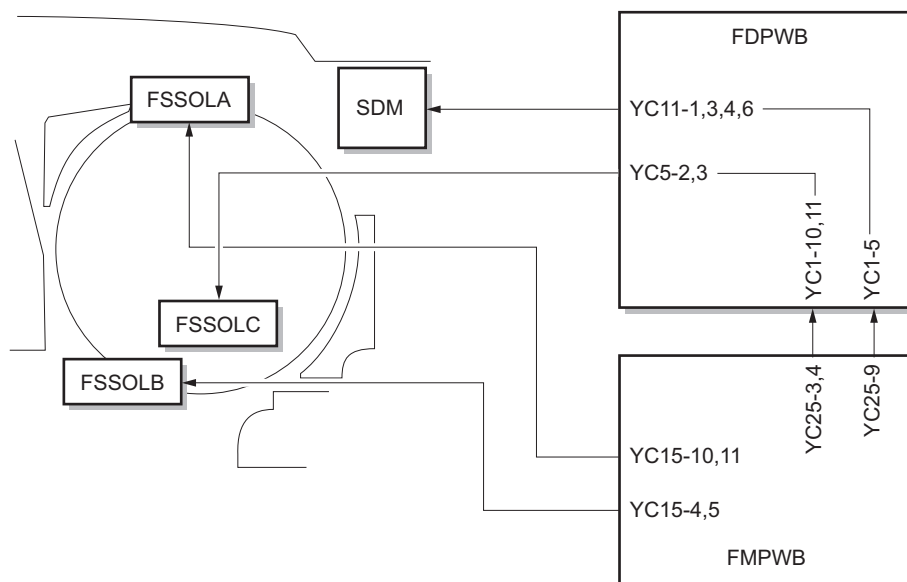 FDPWB
FSSOLA
SDM
YC11-1,3,4,6
YC5-2,3
YC1-10,11
YC1-5
FSSOLC
FSSOLB
YC25-3,4
YC25-9
YC15-10,11
YC15-4,5
FMPWB